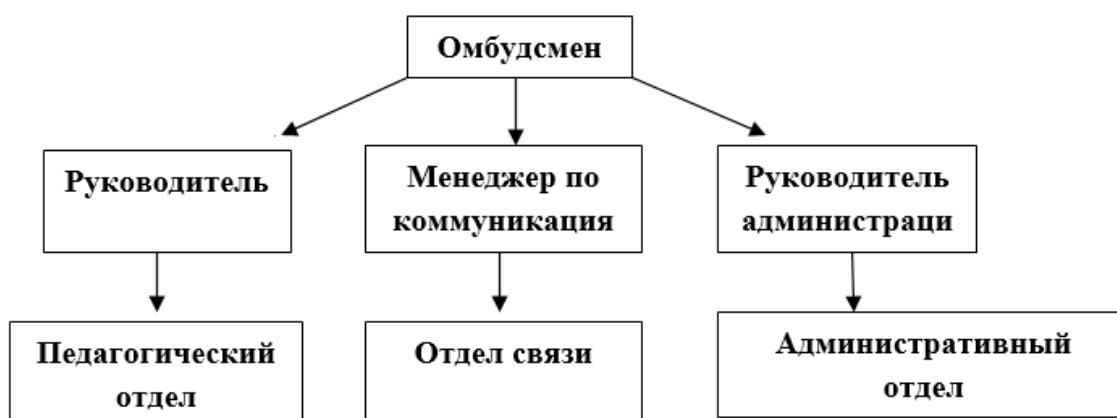 Омбудсмен
Руководитель
Менеджер по
коммуникация
Руководитель
администраци
Педагогический
отдел
Отдел связи
Административный
отдел